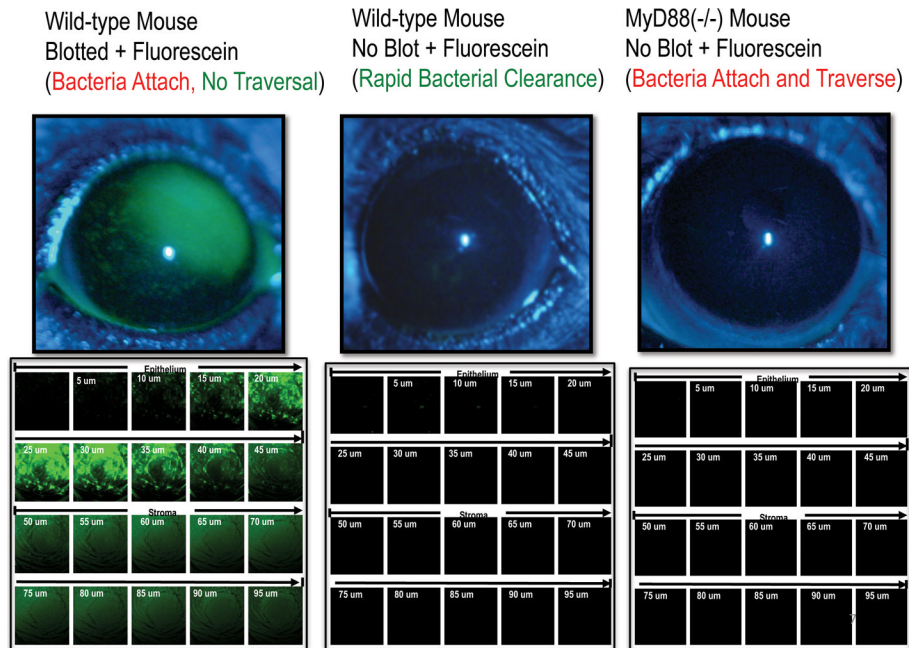 Wild-type Mouse
Blotted + Fluorescein
(Bacteria Attach, No Traversal)
Wild-type Mouse
No Blot + Fluorescein
(Rapid Bacterial Clearance)
MyD88(-/-) Mouse
No Blot + Fluorescein
(Bacteria Attach and Traverse)
Epithelium
5 um 10 um 15 um 20 um
25 um 30 um 35 um 40 um 45 um
Stroma
50 um 55 um 60 um 65 um 70 um
75 um 80 um 85 um 90 um 95 um
Epithelium
5 um 10 um 15 um 20 um
25 um 30 um 35 um 40 um 45 um
Stroma
50 um 55 um 60 um 65 um 70 um
75 um 80 um 85 um 90 um 95 um
Epithelium
5 um 10 um 15 um 20 um
25 um 30 um 35 um 40 um 45 um
Stroma
50 um 55 um 60 um 65 um 70 um
75 um 80 um 85 um 90 um 95 um